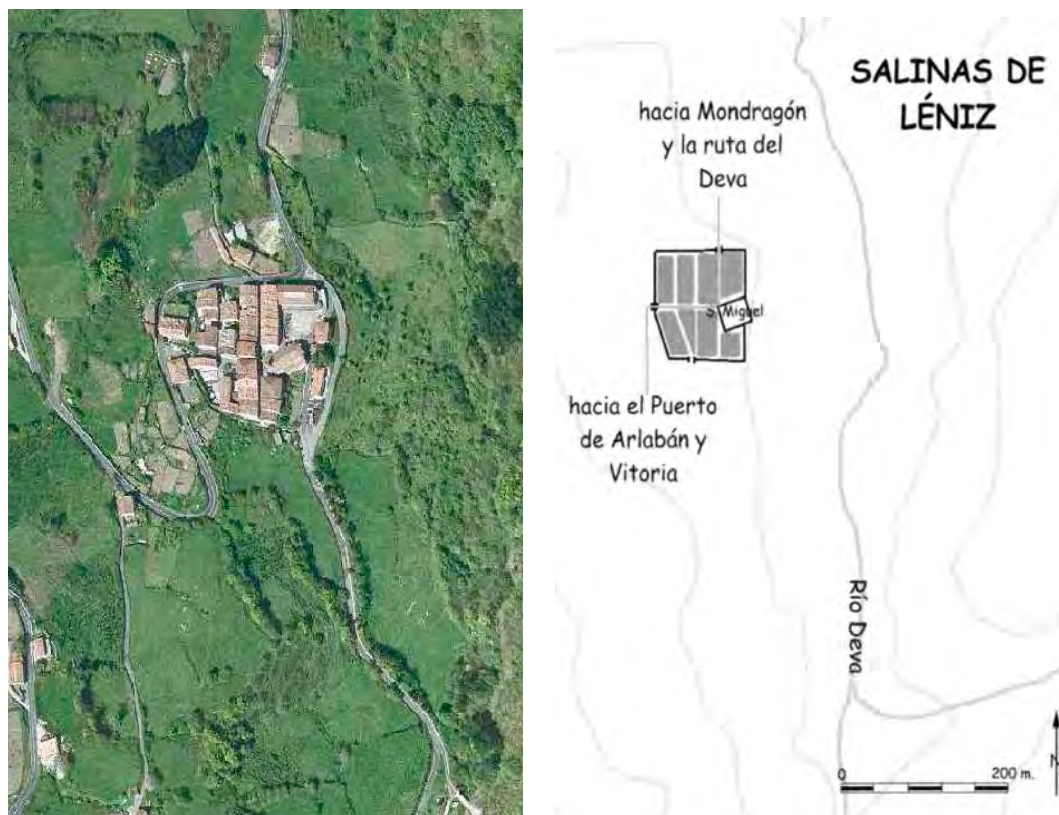 SALINAS DE
LÉNIZ
hacia Mondragón
y la ruta del
Deva
S. Miguel
hacia el Puerto
de Arlabán y
Vitoria
Río Deva
0
200 m.
N